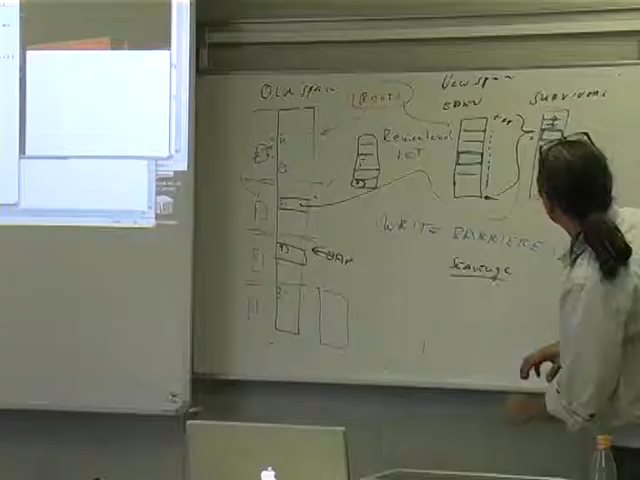 Old space
ROOTS
New space
EDEN
SURVIVORS
Remembered
SET
WRITE BARRIERE
Scavenge